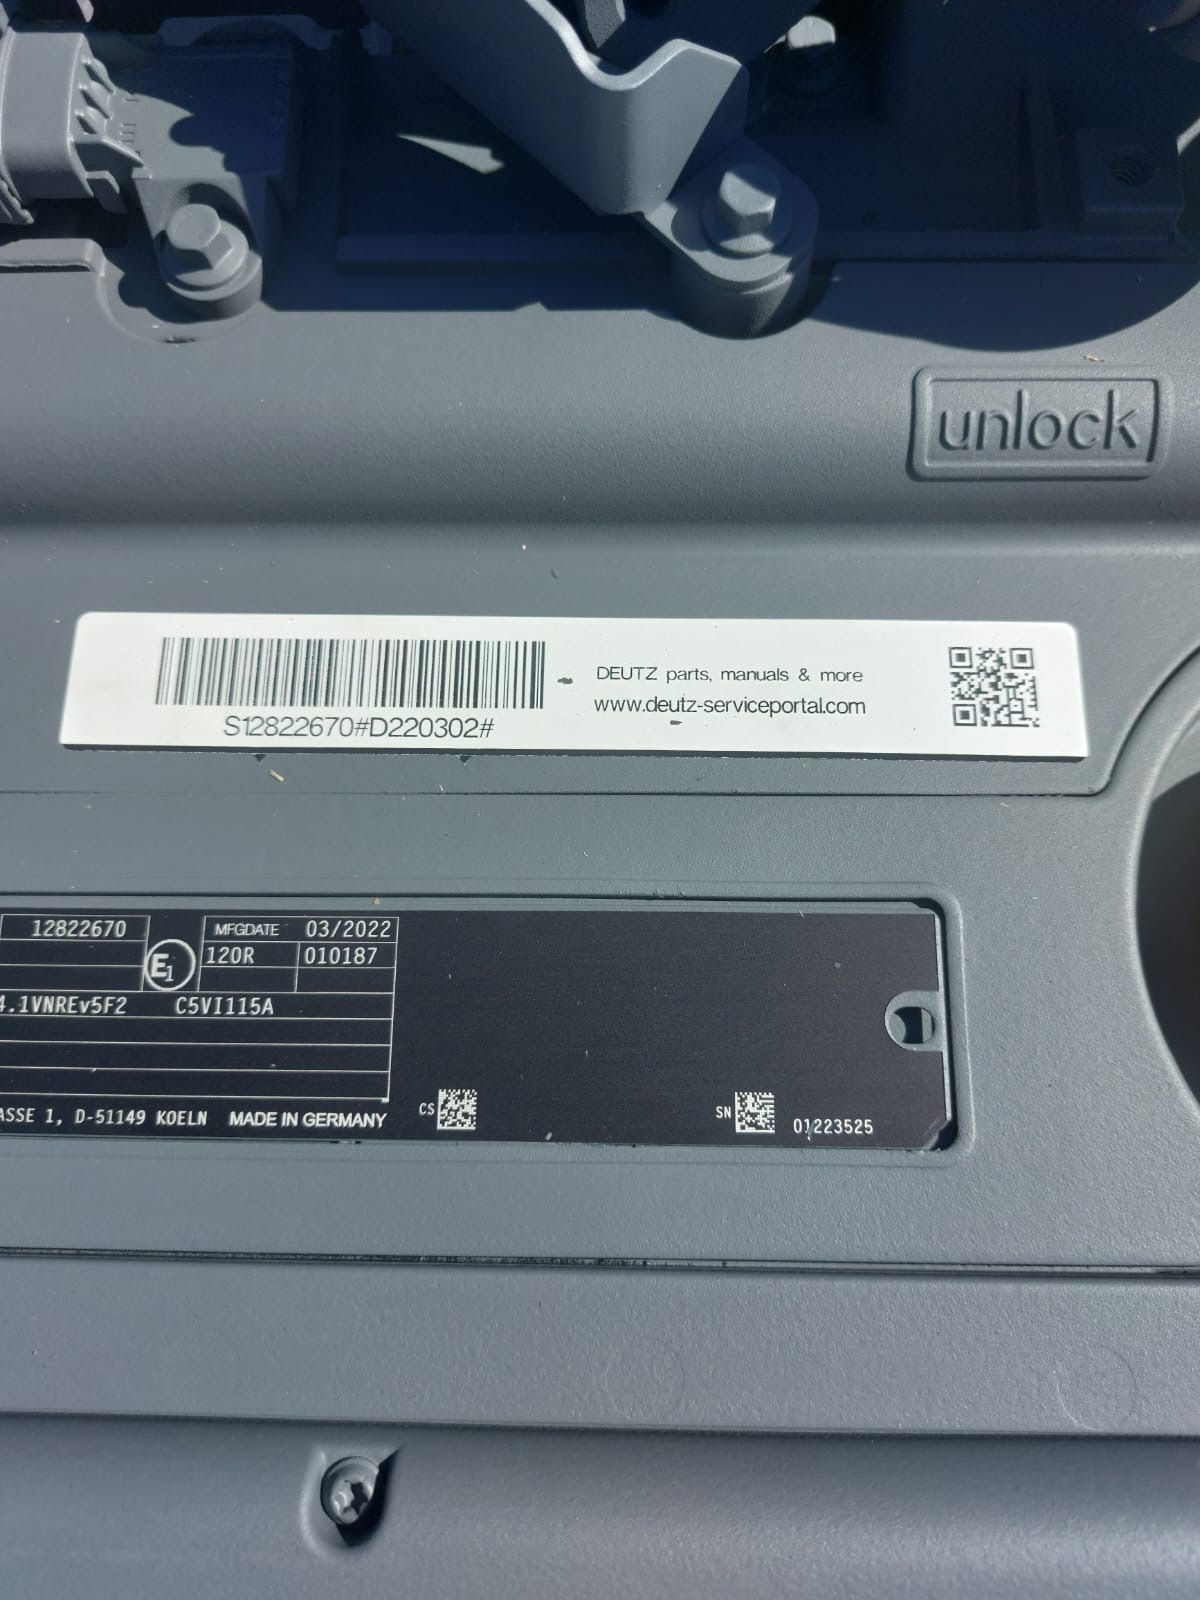 unlock
S12822670#D220302#
DEUTZ parts, manuals & more
www.deutz-serviceportal.com
12822670
E1
MFGDATE 03/2022
120R 010187
4.1VNREv5F2 C5VI115A
ASSE 1, D-51149 KOELN MADE IN GERMANY
CS
SN
01223525